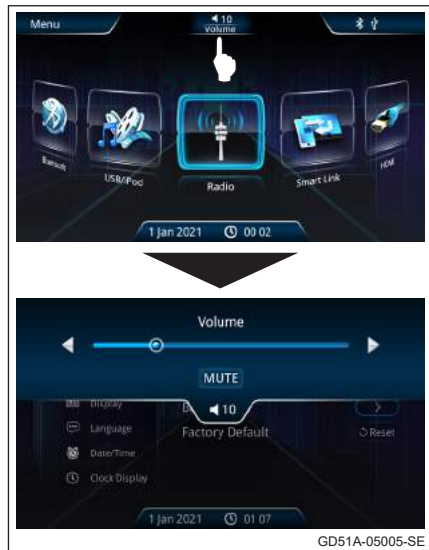 Menu
10
Volume
Bluetooth
USB/iPod
Radio
Smart Link
HDMI
1 Jan 2021 00 02
Volume
MUTE
10
Display
Language
Factory Default
Reset
Date/Time
Clock Display
1 Jan 2021 01 07
GD51A-05005-SE